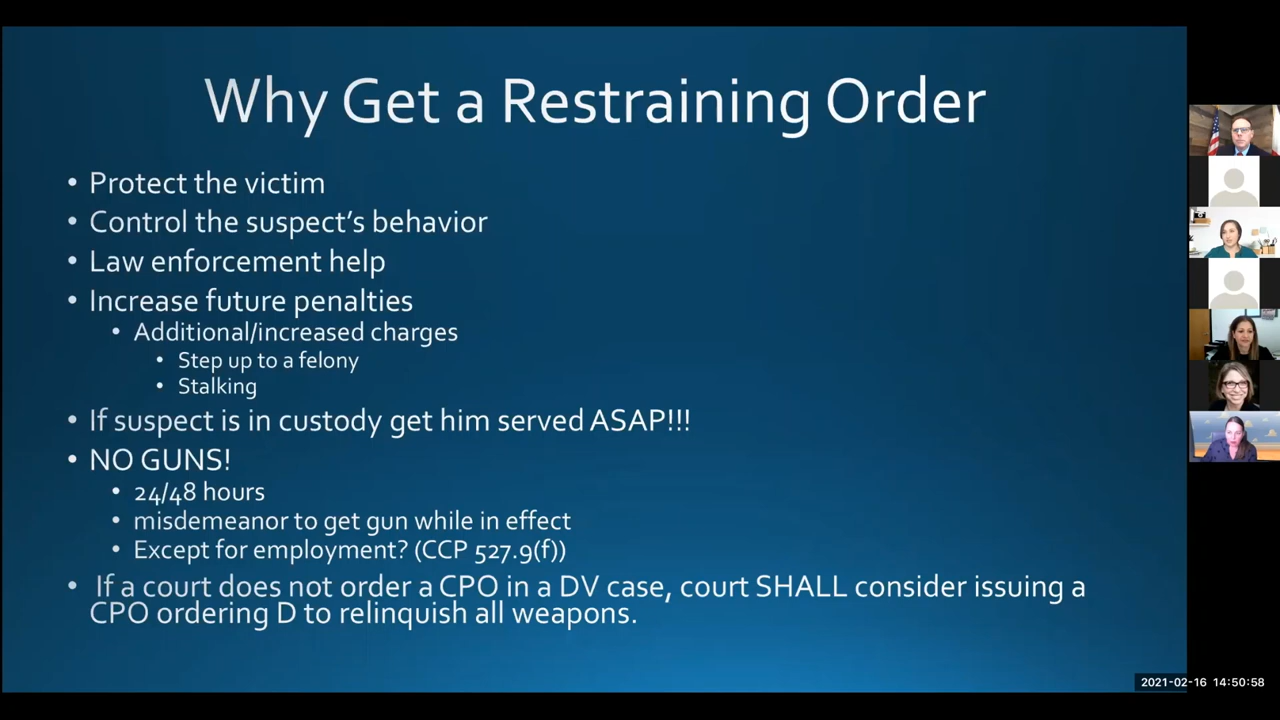 Why Get a Restraining Order
• Protect the victim
• Control the suspect’s behavior
• Law enforcement help
• Increase future penalties
• Additional/increased charges
• Step up to a felony
• Stalking
• If suspect is in custody get him served ASAP!!!
• NO GUNS!
• 24/48 hours
• misdemeanor to get gun while in effect
• Except for employment? (CCP 527.9(f))
• If a court does not order a CPO in a DV case, court SHALL consider issuing a
CPO ordering D to relinquish all weapons.
2021-02-16 14:50:58